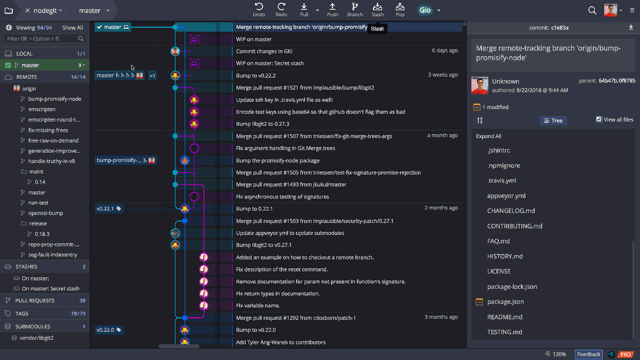 nodegit
master
Undo
Redo
Pull
Push
Branch
Stash
Pop
Glo
Stash
Viewing 94/94 Show All
Filter (⌘ + Option + f)
LOCAL 1/1
master
REMOTE 14/14
origin
bump-promisify-node
emscripten
emscripten-round-t...
fix-missing-frees
free-raw-on-demand
generation-improve...
handle-truthy-in-v8
maint
0.14
master
nan-test
openssl-bump
release
0.18.3
repo-prop-commit-...
seg-fault-indexentry
STASHES 2
On master:
On master: Secret stash
PULL REQUESTS 39
TAGS 79/79
SUBMODULES 1
vendor/libgit2
master
master
+1
bump-promisify-...
v0.22.1
v0.22.0
Merge remote-tracking branch 'origin/bump-promisify
WIP on master
Commit changes in GK!
6 days ago
WIP on master: Secret stash
Bump to v0.22.2
3 weeks ago
Merge pull request #1521 from implausible/bump/libgit2
Update ssh key in .travis.yml file as well!
Encode test keys using base64 so that github doesn't flag them as bad
Bump libgit2 to 0.27.3
Merge pull request #1507 from tniessen/fix-git-merge-trees-args
a month ago
Fix argument handling in Git.Merge.trees
Bump the promisify-node package
Merge pull request #1505 from tniessen/test-fix-signature-promise-rejection
Merge pull request #1493 from jkukul/master
Fix asynchronous testing of signatures
Bump to 0.22.1
2 months ago
Merge pull request #1503 from implausible/security-patch/0.27.1
Update appveyor.yml to update submodules
Bump libgit2 to v0.27.1
Added an example on how to checkout a remote branch.
Fix description of the reset command.
Remove documentation for param not present in function's signature.
Fix return types in documentation.
Fix variable name.
Merge pull request #1292 from cdosborn/patch-1
3 months ago
Bump to v0.22.0
Add Tyler Ang-Wanek to contributors
commit: c1e83a
Merge remote-tracking branch 'origin/bump-promisify-node'
Unknown
authored 9/22/2018 @ 9:44 AM
parent: 64b47b,0f8785
1 modified
Tree
View all files
Expand All
.jshintrc
.npmignore
.travis.yml
appveyor.yml
CHANGELOG.md
CONTRIBUTING.md
FAQ.md
HISTORY.md
LICENSE
package-lock.json
package.json
README.md
TESTING.md
130%
Feedback
PRO